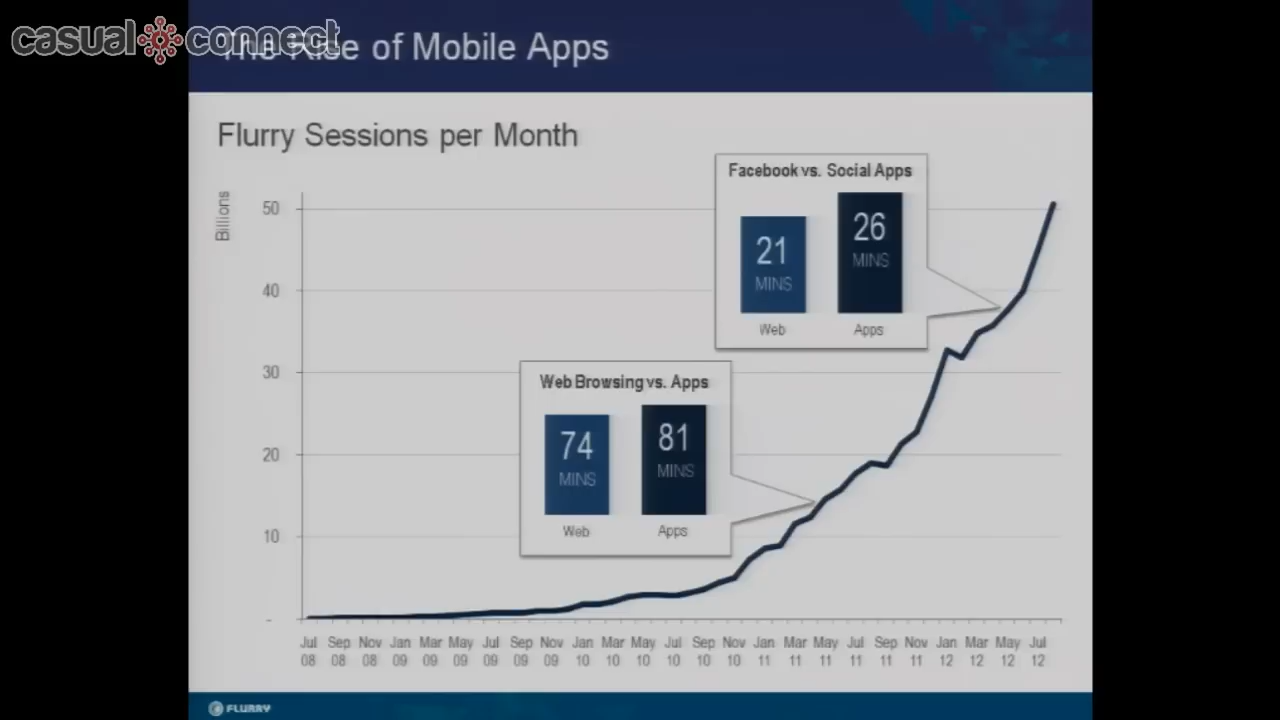 casual connect
The Rise of Mobile Apps
Flurry Sessions per Month
Billions
50
40
30
20
10
-
Facebook vs. Social Apps
21 MINS
26 MINS
Web
Apps
Web Browsing vs. Apps
74 MINS
81 MINS
Web
Apps
Jul Sep Nov Jan Mar May Jul Sep Nov Jan Mar May Jul Sep Nov Jan Mar May Jul Sep Nov Jan Mar May Jul
08 08 08 09 09 09 09 09 09 10 10 10 10 10 10 11 11 11 11 11 11 12 12 12 12
FLURRY